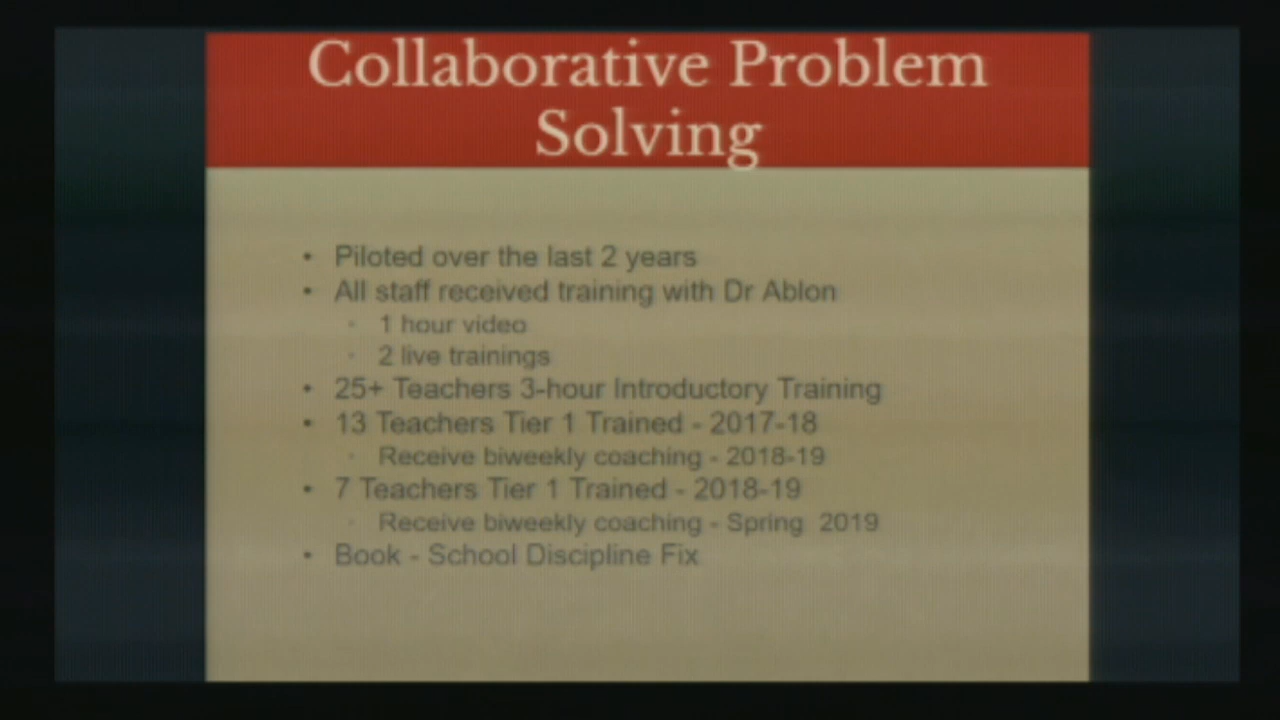 Collaborative Problem
Solving
• Piloted over the last 2 years
• All staff received training with Dr Ablon
• 1 hour video
• 2 live trainings
• 25+ Teachers 3-hour Introductory Training
• 13 Teachers Tier 1 Trained - 2017-18
• Receive biweekly coaching - 2018-19
• 7 Teachers Tier 1 Trained - 2018-19
• Receive biweekly coaching - Spring 2019
• Book - School Discipline Fix